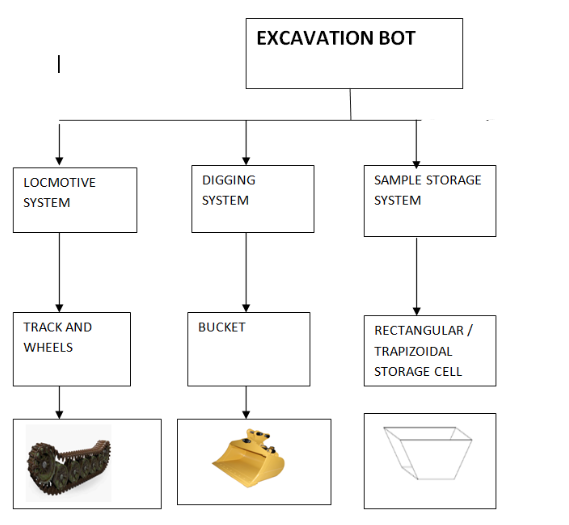 EXCAVATION BOT
LOCMOTIVE
SYSTEM
DIGGING
SYSTEM
SAMPLE STORAGE
SYSTEM
TRACK AND
WHEELS
BUCKET
RECTANGULAR /
TRAPIZOIDAL
STORAGE CELL